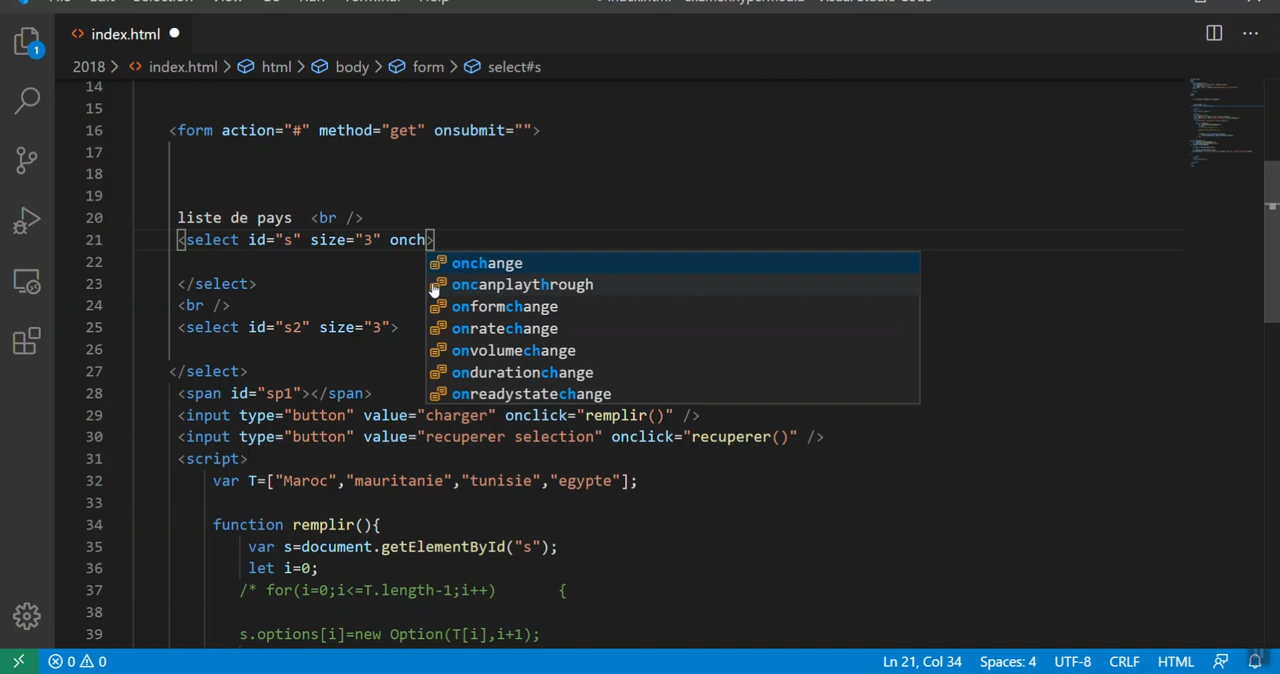 index.html
2018 > index.html > html > body > form > select#s
14
15
16 <form action="#" method="get" onsubmit="">
17
18
19
20 liste de pays <br />
21 <select id="s" size="3" onch>
22 onchange
oncanplaythrough
23 </select>
24 <br /> onformchange
25 <select id="s2" size="3"> onratechange
26 onvolumechange
27 </select> ondurationchange
28 <span id="sp1"></span> onreadystatechange
29 <input type="button" value="charger" onclick="remplir()" />
30 <input type="button" value="recuperer selection" onclick="recuperer()" />
31 <script>
32 var T=["Maroc","mauritanie","tunisie","egypte"];
33
34 function remplir(){
35 var s=document.getElementById("s");
36 let i=0;
37 /* for(i=0;i<=T.length-1;i++) {
38
39 s.options[i]=new Option(T[i],i+1);
1
0 0 Ln 21, Col 34 Spaces: 4 UTF-8 CRLF HTML